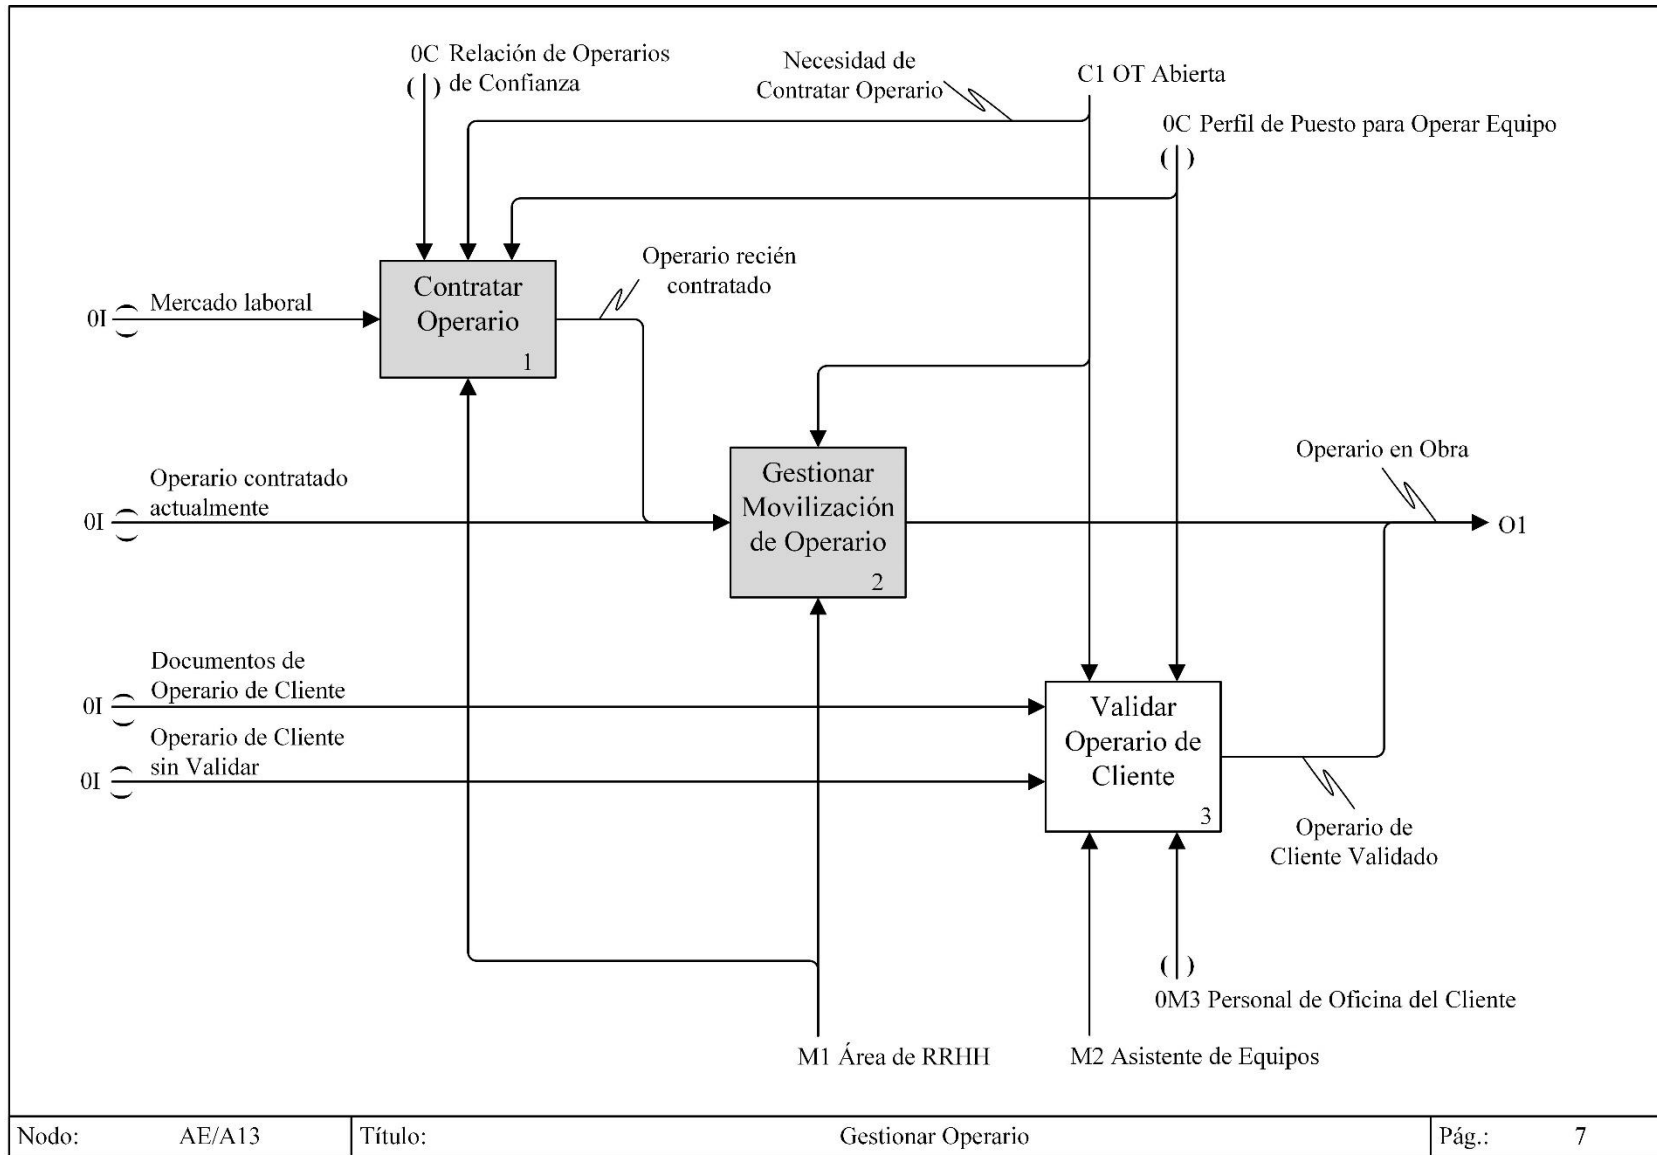 0C Relación de Operarios
de Confianza
Necesidad de
Contratar Operario
C1 OT Abierta
0C Perfil de Puesto para Operar Equipo
Operario recién
contratado
Contratar
Operario
1
0I
Mercado laboral
Operario contratado
actualmente
0I
Gestionar
Movilización
de Operario
2
Operario en Obra
O1
Documentos de
Operario de Cliente
0I
Operario de Cliente
sin Validar
0I
Validar
Operario de
Cliente
3
Operario de
Cliente Validado
0M3 Personal de Oficina del Cliente
M1 Área de RRHH
M2 Asistente de Equipos
Nodo: AE/A13 Título: Gestionar Operario Pág.: 7